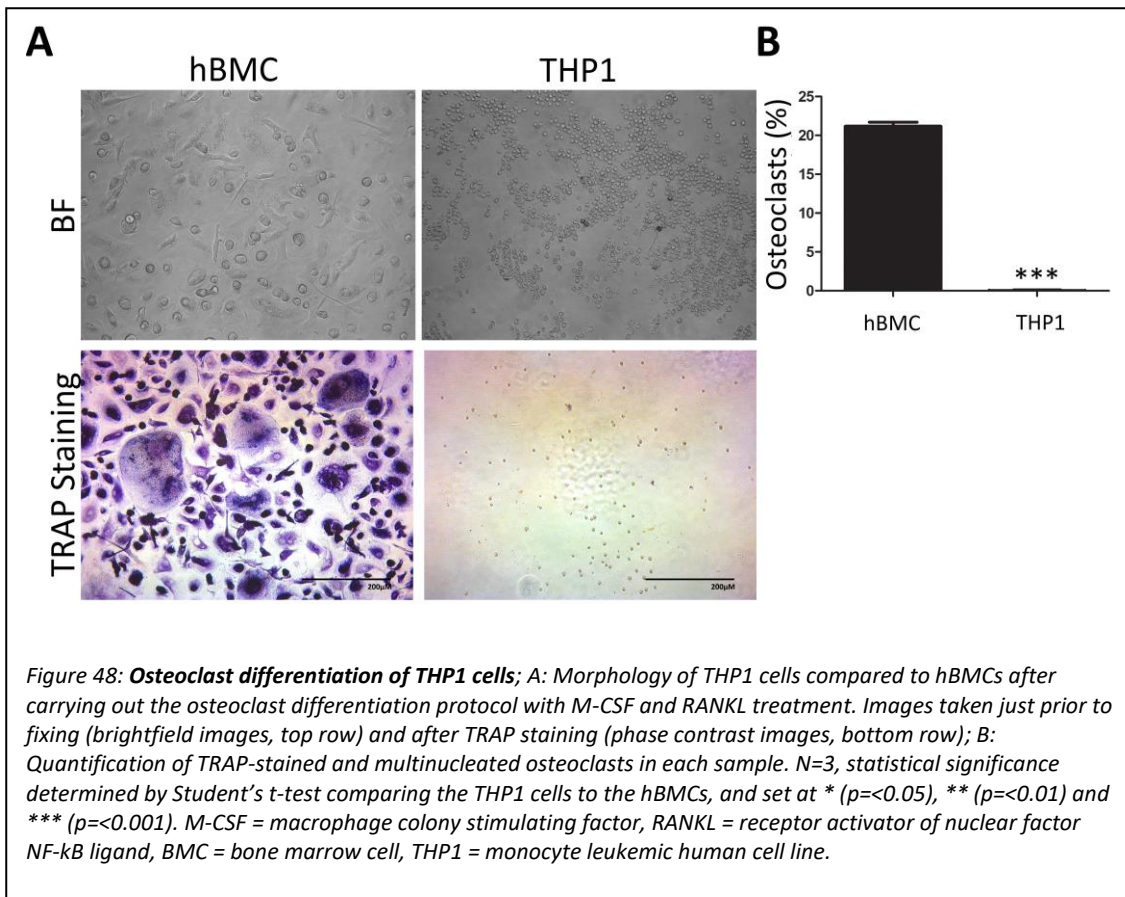 A
B
hBMC
THP1
BF
TRAP Staining
200µM
200µM
Osteoclasts (%)
25
20
15
10
5
0
***
hBMC
THP1
Figure 48: Osteoclast differentiation of THP1 cells; A: Morphology of THP1 cells compared to hBMCs after
carrying out the osteoclast differentiation protocol with M-CSF and RANKL treatment. Images taken just prior to
fixing (brightfield images, top row) and after TRAP staining (phase contrast images, bottom row); B:
Quantification of TRAP-stained and multinucleated osteoclasts in each sample. N=3, statistical significance
determined by Student’s t-test comparing the THP1 cells to the hBMCs, and set at * (p=<0.05), ** (p=<0.01) and
*** (p=<0.001). M-CSF = macrophage colony stimulating factor, RANKL = receptor activator of nuclear factor
NF-kB ligand, BMC = bone marrow cell, THP1 = monocyte leukemic human cell line.